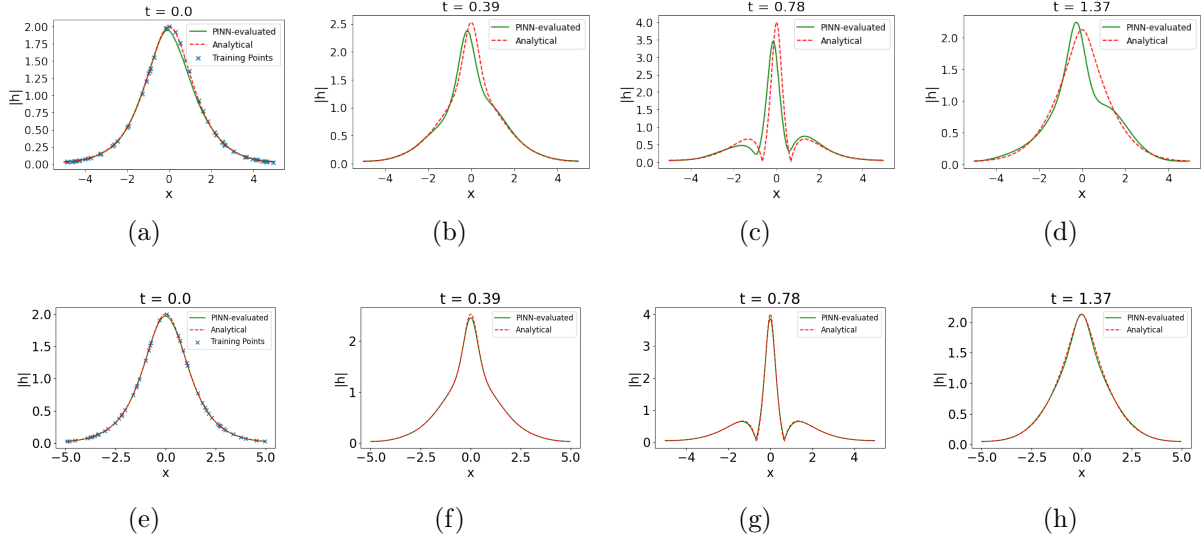 t = 0.0
|h|
2.00
1.75
1.50
1.25
1.00
0.75
0.50
0.25
0.00
PINN-evaluated
Analytical
Training Points
−4 −2 0 2 4
x
(a)
t = 0.39
|h|
2.5
2.0
1.5
1.0
0.5
0.0
PINN-evaluated
Analytical
−4 −2 0 2 4
x
(b)
t = 0.78
|h|
4.0
3.5
3.0
2.5
2.0
1.5
1.0
0.5
0.0
PINN-evaluated
Analytical
−4 −2 0 2 4
x
(c)
t = 1.37
|h|
2.0
1.5
1.0
0.5
0.0
PINN-evaluated
Analytical
−4 −2 0 2 4
x
(d)
t = 0.0
|h|
2.0
1.5
1.0
0.5
0.0
PINN-evaluated
Analytical
Training Points
−5.0 −2.5 0.0 2.5 5.0
x
(e)
t = 0.39
|h|
2
1
0
PINN-evaluated
Analytical
−5.0 −2.5 0.0 2.5 5.0
x
(f)
t = 0.78
|h|
4
3
2
1
0
PINN-evaluated
Analytical
−4 −2 0 2 4
x
(g)
t = 1.37
|h|
2.0
1.5
1.0
0.5
0.0
PINN-evaluated
Analytical
−5.0 −2.5 0.0 2.5 5.0
x
(h)